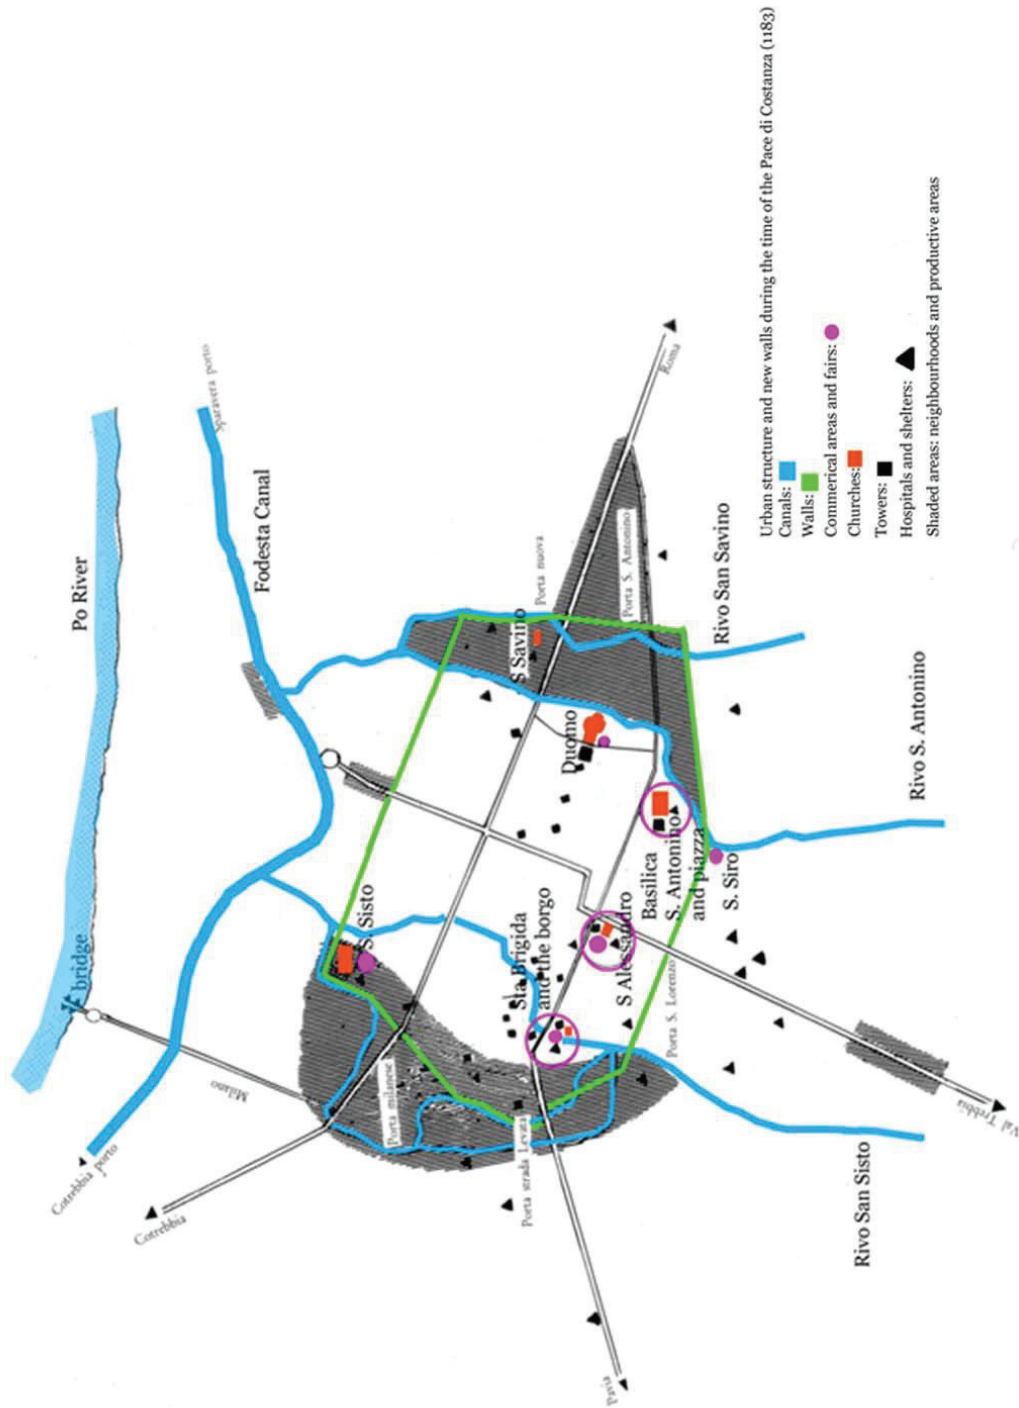 Po River
bridge
Sparavera porto
Fodesta Canal
Cotrebbia porto
Milano
Cotrebbia
S. Sisto
Porta milanese
Porta strada Levata
Pavia
Sta. Brigida
and the borgo
S Alessandro
Porta S. Lorenzo
Duomo
S Savino
Porta nuova
Porta S. Antonino
Roma
Basilica
S. Antonino
and piazza
S. Siro
Rivo San Savino
Rivo S. Antonino
Rivo San Sisto
Val Trebbia
Urban structure and new walls during the time of the Pace di Costanza (1183)
Canals:
Walls:
Commerical areas and fairs:
Churches:
Towers:
Hospitals and shelters:
Shaded areas: neighbourhoods and productive areas